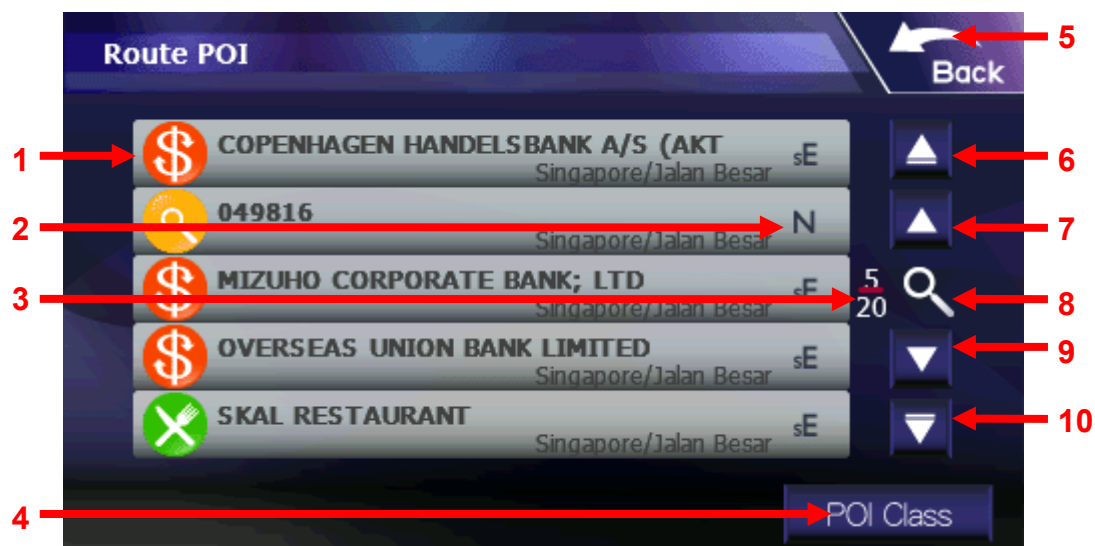 Route POI
Back
5
1
COPENHAGEN HANDELSBANK A/S (AKT
Singapore/Jalan Besar
sE
6
2
049816
Singapore/Jalan Besar
N
7
3
MIZUHO CORPORATE BANK; LTD
Singapore/Jalan Besar
sE
5
20
8
OVERSEAS UNION BANK LIMITED
Singapore/Jalan Besar
sE
9
SKAL RESTAURANT
Singapore/Jalan Besar
sE
10
4
POI Class